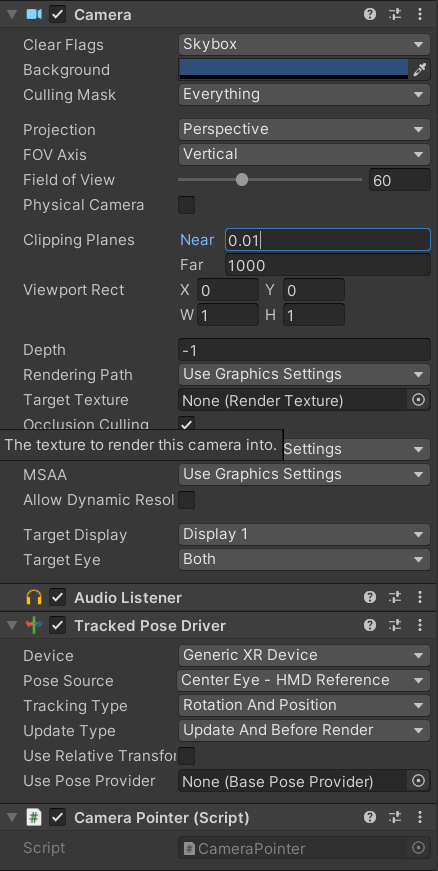 Camera
Clear Flags Skybox
Background
Culling Mask Everything
Projection Perspective
FOV Axis Vertical
Field of View 60
Physical Camera
Clipping Planes Near 0.01
Far 1000
Viewport Rect X 0 Y 0
W 1 H 1
Depth -1
Rendering Path Use Graphics Settings
Target Texture None (Render Texture)
Occlusion Culling
The texture to render this camera into. Settings
MSAA Use Graphics Settings
Allow Dynamic Resol
Target Display Display 1
Target Eye Both
Audio Listener
Tracked Pose Driver
Device Generic XR Device
Pose Source Center Eye - HMD Reference
Tracking Type Rotation And Position
Update Type Update And Before Render
Use Relative Transfor
Use Pose Provider None (Base Pose Provider)
# Camera Pointer (Script)
Script # CameraPointer